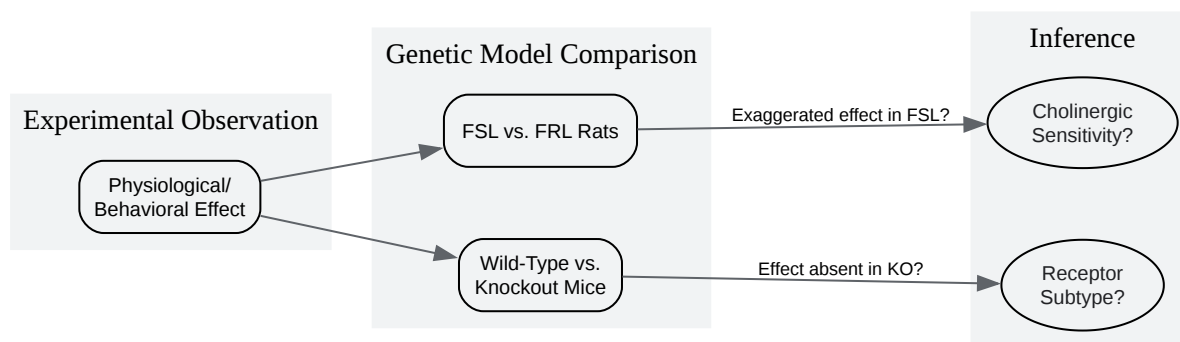 Experimental Observation
Physiological/
Behavioral Effect
Genetic Model Comparison
FSL vs. FRL Rats
Wild-Type vs.
Knockout Mice
Exaggerated effect in FSL?
Effect absent in KO?
Inference
Cholinergic
Sensitivity?
Receptor
Subtype?